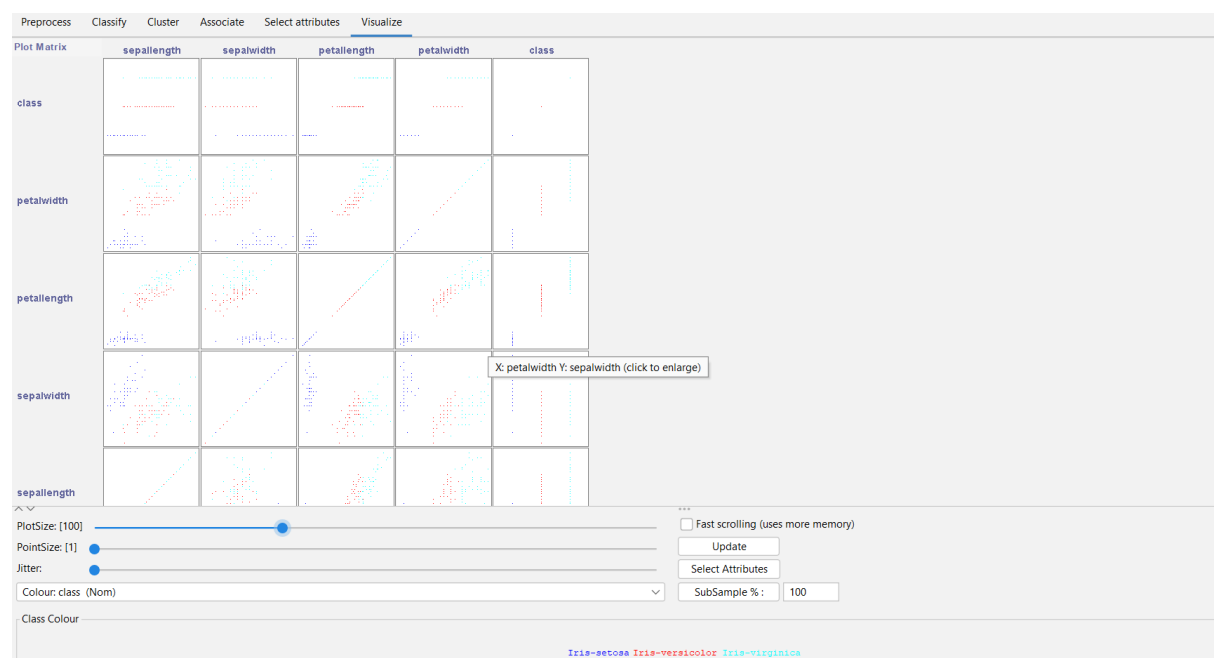 Preprocess Classify Cluster Associate Select attributes Visualize
Plot Matrix sepallength sepalwidth petallength petalwidth class
class
petalwidth
petallength
X: petalwidth Y: sepalwidth (click to enlarge)
sepalwidth
sepallength
PlotSize: [100] Fast scrolling (uses more memory)
PointSize: [1] Update
Jitter: Select Attributes
Colour: class (Nom) SubSample % : 100
Class Colour
Iris-setosa Iris-versicolor Iris-virginica